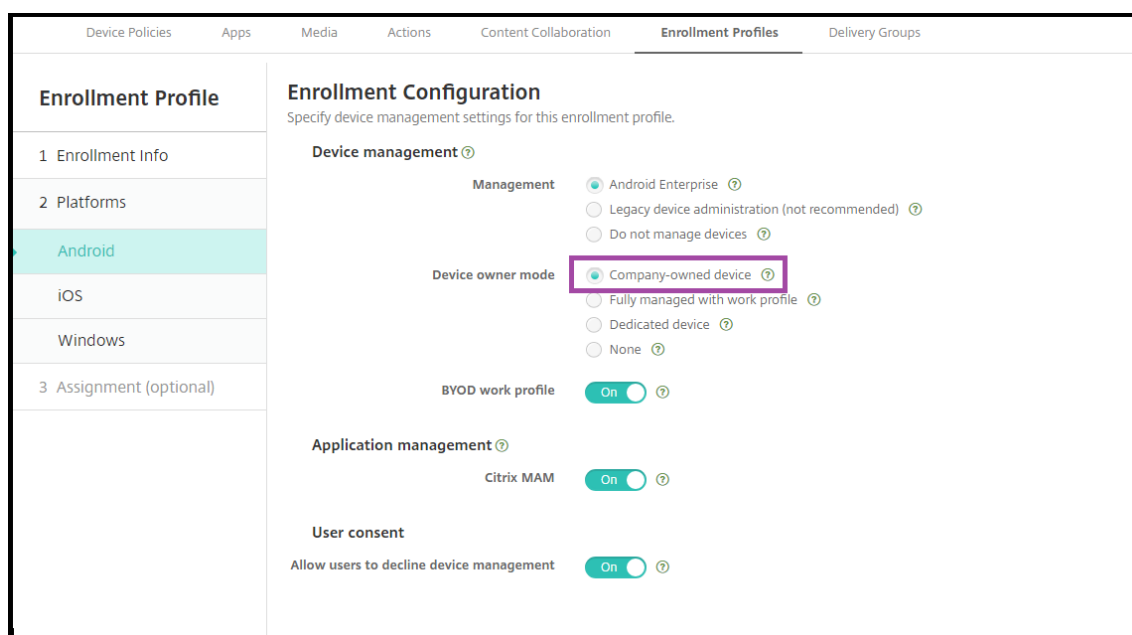 Device Policies Apps Media Actions Content Collaboration Enrollment Profiles Delivery Groups
Enrollment Profile
1 Enrollment Info
2 Platforms
Android
iOS
Windows
3 Assignment (optional)
Enrollment Configuration
Specify device management settings for this enrollment profile.
Device management ?
Management
Android Enterprise ?
Legacy device administration (not recommended) ?
Do not manage devices ?
Device owner mode
Company-owned device ?
Fully managed with work profile ?
Dedicated device ?
None ?
BYOD work profile On ?
Application management ?
Citrix MAM On ?
User consent
Allow users to decline device management On ?